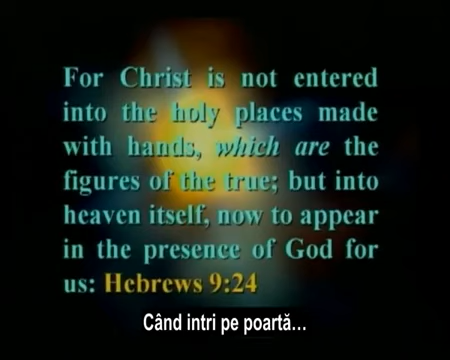 For Christ is not entered
into the holy places made
with hands, which are the
figures of the true; but into
heaven itself, now to appear
in the presence of God for
us: Hebrews 9:24
Când intri pe poartă...